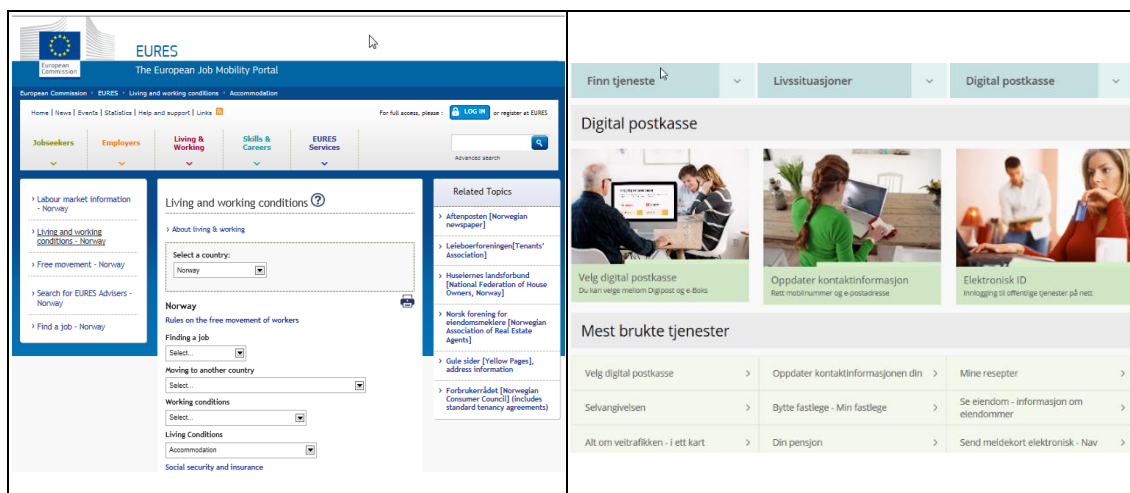 European
Commission
EURES
The European Job Mobility Portal
European Commission > EURES > Living and working conditions > Accommodation
Home | News | Events | Statistics | Help and support | Links
For full access, please : LOG IN or register at EURES
Jobseekers
Employers
Living &
Working
Skills &
Careers
EURES
Services
Advanced search
> Labour market information
- Norway
> Living and working
conditions - Norway
> Free movement - Norway
> Search for EURES Advisers -
Norway
> Find a job - Norway
Living and working conditions ?
> About living & working
Select a country:
Norway
Norway
Rules on the free movement of workers
Finding a job
Select...
Moving to another country
Select...
Working conditions
Select...
Living Conditions
Accommodation
Social security and insurance
Related Topics
> Aftenposten [Norwegian
newspaper]
> Leieboerforeningen[Tenants'
Association]
> Huseiernes landsforbund
[National Federation of House
Owners, Norway]
> Norsk forening for
eiendomsmeklere [Norwegian
Association of Real Estate
Agents]
> Gule sider [Yellow Pages],
address information
> Forbrukerrådet [Norwegian
Consumer Council] (includes
standard tenancy agreements)
Finn tjeneste
Livssituasjoner
Digital postkasse
Digital postkasse
Velg digital postkasse
Du kan velge mellom Digipost og e-Boks
Oppdater kontaktinformasjon
Rett mobilnummer og e-postadresse
Elektronisk ID
Innlogging til offentlige tjenester på nett
Mest brukte tjenester
Velg digital postkasse >
Oppdater kontaktinformasjonen din >
Mine resepter >
Selvangivelsen >
Bytte fastlege - Min fastlege >
Se eiendom - informasjon om
eiendommer >
Alt om veitrafikken - i ett kart >
Din pensjon >
Send meldekort elektronisk - Nav >